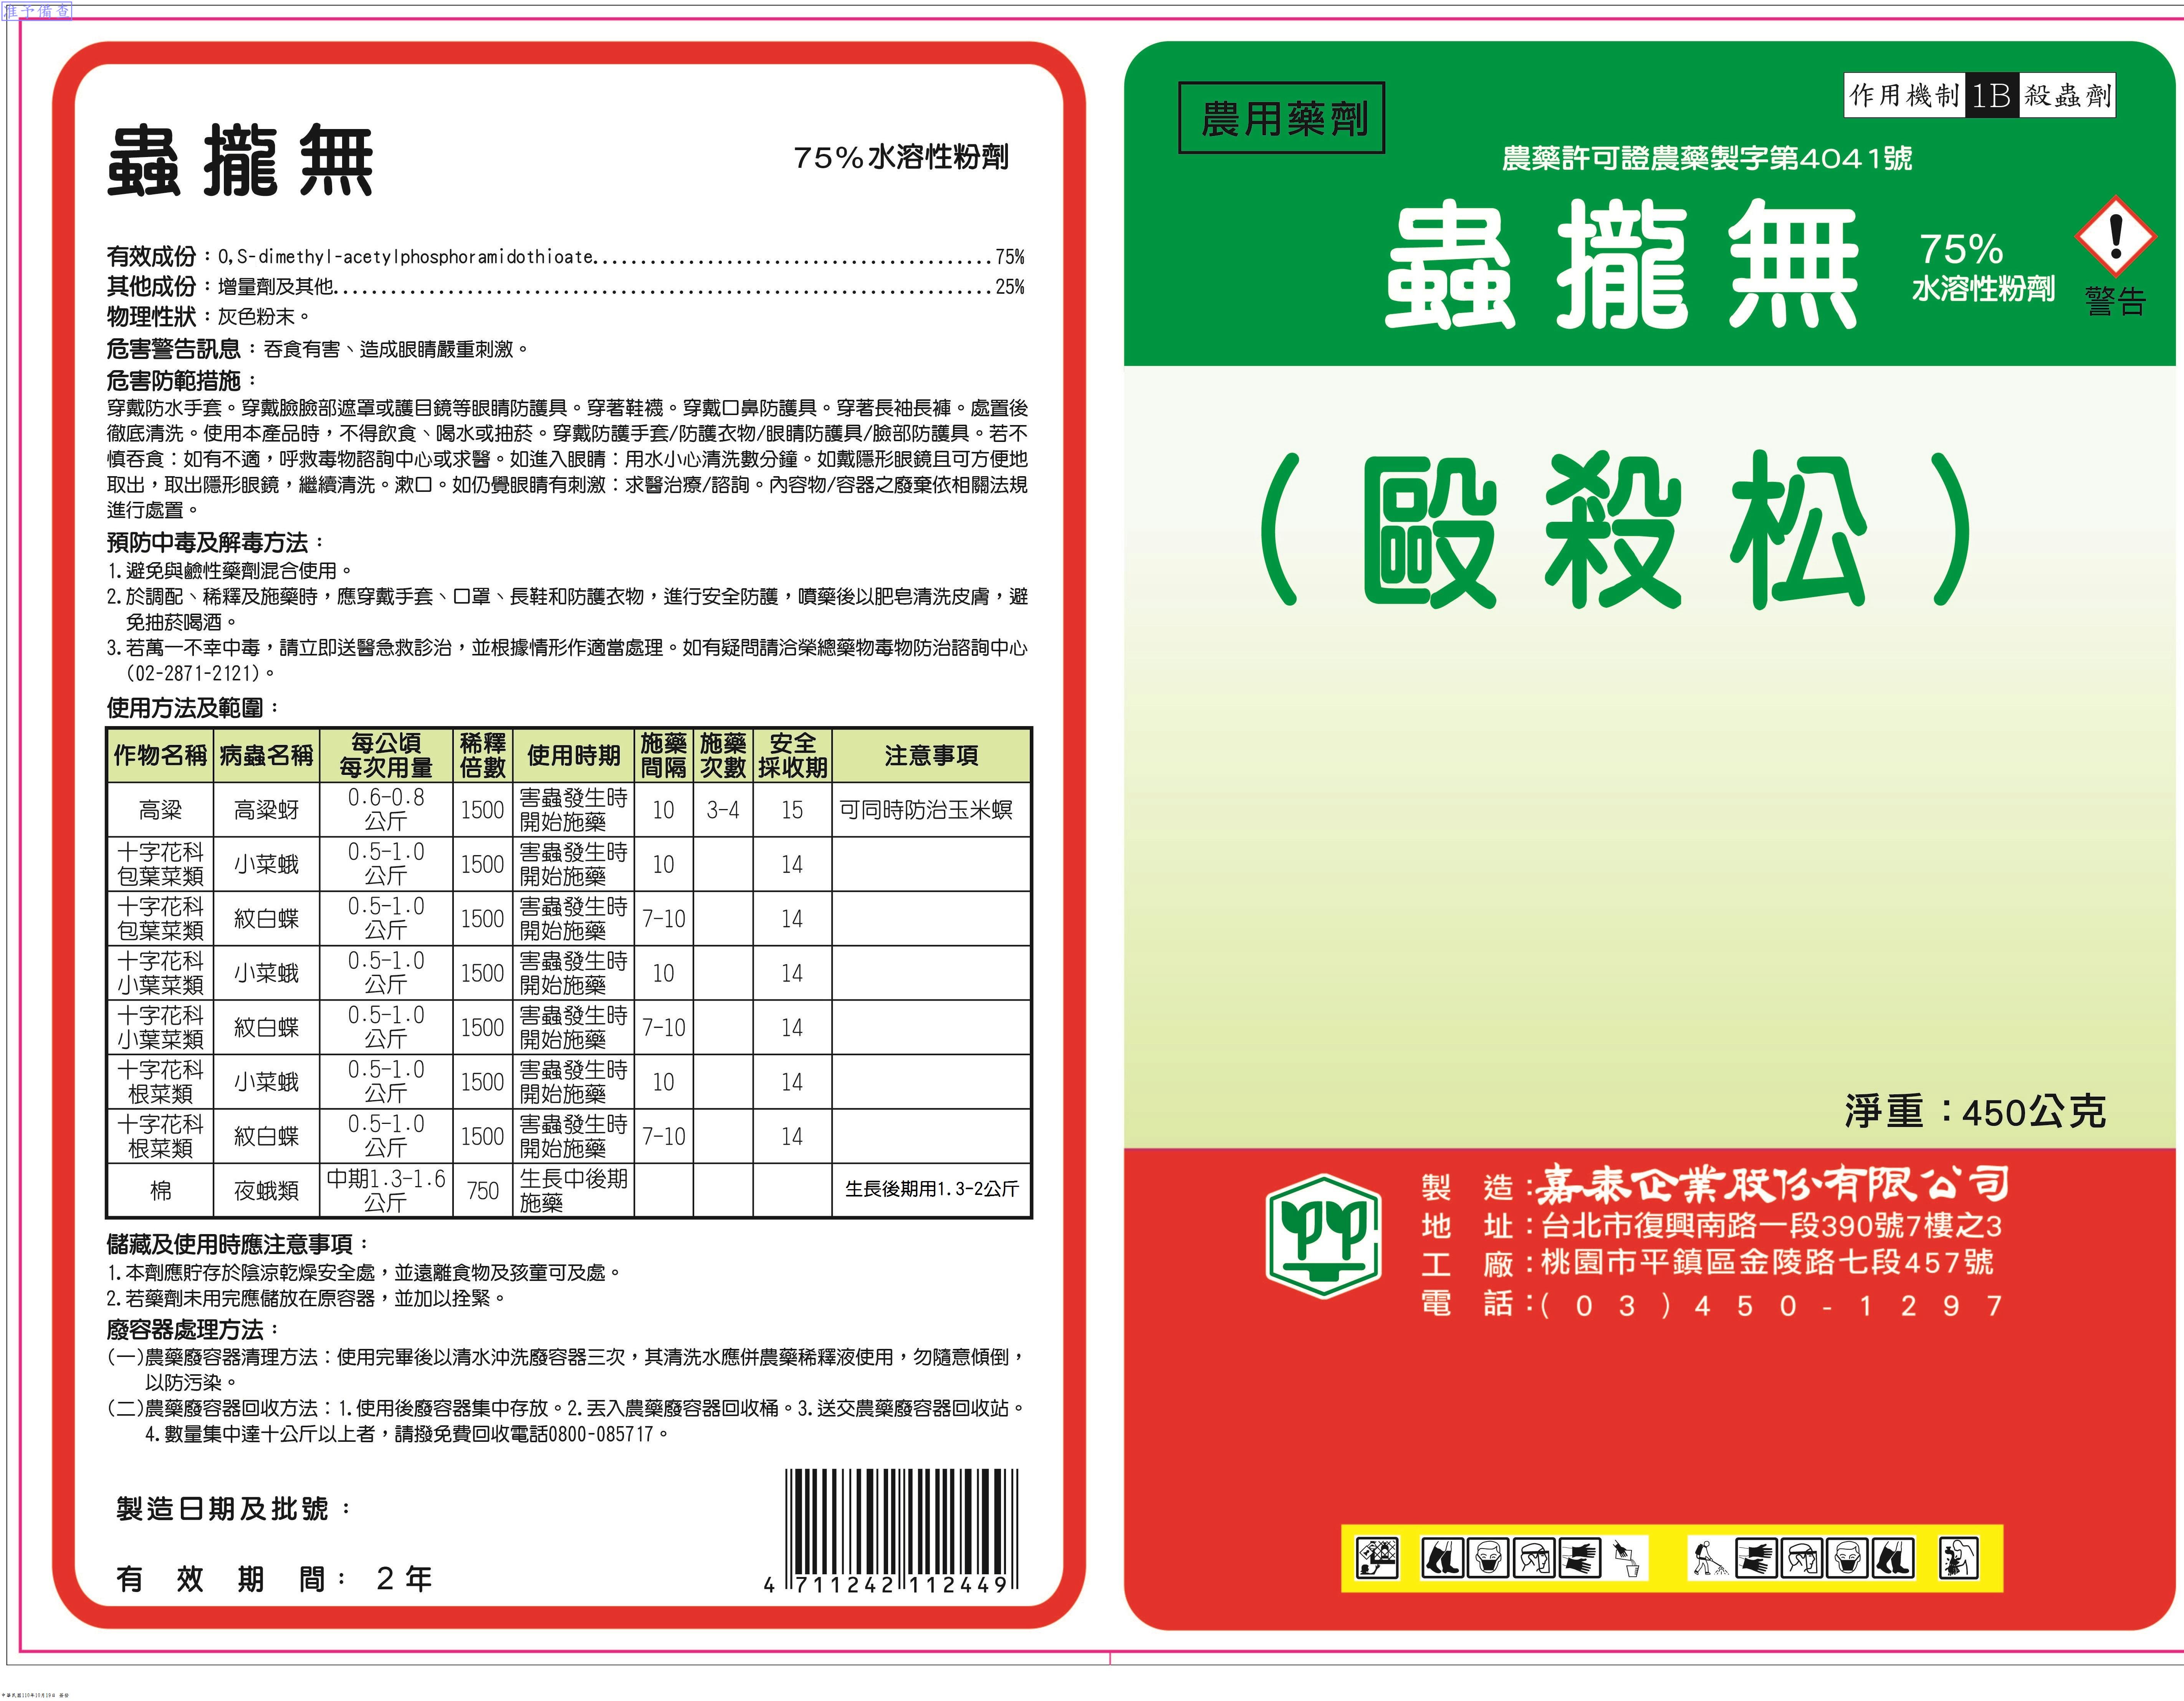 准予備查
蟲攏無
75%水溶性粉劑
有效成份：O,S-dimethyl-acetylphosphoramidothioate..........................................75%
其他成份：增量劑及其他......................................................................25%
物理性狀：灰色粉末。
危害警告訊息：吞食有害、造成眼睛嚴重刺激。
危害防範措施：
穿戴防水手套。穿戴臉臉部遮罩或護目鏡等眼睛防護具。穿著鞋襪。穿戴口鼻防護具。穿著長袖長褲。處置後
徹底清洗。使用本產品時，不得飲食、喝水或抽菸。穿戴防護手套/防護衣物/眼睛防護具/臉部防護具。若不
慎吞食：如有不適，呼救毒物諮詢中心或求醫。如進入眼睛：用水小心清洗數分鐘。如戴隱形眼鏡且可方便地
取出，取出隱形眼鏡，繼續清洗。漱口。如仍覺眼睛有刺激：求醫治療/諮詢。內容物/容器之廢棄依相關法規
進行處置。
預防中毒及解毒方法：
1.避免與鹼性藥劑混合使用。
2.於調配、稀釋及施藥時，應穿戴手套、口罩、長鞋和防護衣物，進行安全防護，噴藥後以肥皂清洗皮膚，避
免抽菸喝酒。
3.若萬一不幸中毒，請立即送醫急救診治，並根據情形作適當處理。如有疑問請洽榮總藥物毒物防治諮詢中心
(02-2871-2121)。
使用方法及範圍：
作物名稱 病蟲名稱 每公頃每次用量 稀釋倍數 使用時期 施藥間隔 施藥次數 安全採收期 注意事項
高粱 高粱蚜 0.6-0.8公斤 1500 害蟲發生時開始施藥 10 3-4 15 可同時防治玉米螟
十字花科包葉菜類 小菜蛾 0.5-1.0公斤 1500 害蟲發生時開始施藥 10 14
十字花科包葉菜類 紋白蝶 0.5-1.0公斤 1500 害蟲發生時開始施藥 7-10 14
十字花科小葉菜類 小菜蛾 0.5-1.0公斤 1500 害蟲發生時開始施藥 10 14
十字花科小葉菜類 紋白蝶 0.5-1.0公斤 1500 害蟲發生時開始施藥 7-10 14
十字花科根菜類 小菜蛾 0.5-1.0公斤 1500 害蟲發生時開始施藥 10 14
十字花科根菜類 紋白蝶 0.5-1.0公斤 1500 害蟲發生時開始施藥 7-10 14
棉 夜蛾類 中期1.3-1.6公斤 750 生長中後期施藥 生長後期用1.3-2公斤
儲藏及使用時應注意事項：
1.本劑應貯存於陰涼乾燥安全處，並遠離食物及孩童可及處。
2.若藥劑未用完應儲放在原容器，並加以拴緊。
廢容器處理方法：
(一)農藥廢容器清理方法：使用完畢後以清水沖洗廢容器三次，其清洗水應併農藥稀釋液使用，勿隨意傾倒，
以防污染。
(二)農藥廢容器回收方法：1.使用後廢容器集中存放。2.丟入農藥廢容器回收桶。3.送交農藥廢容器回收站。
4.數量集中達十公斤以上者，請撥免費回收電話0800-085717。
製造日期及批號：
有效期間：2年
4 711242 112449
農用藥劑
作用機制 1B 殺蟲劑
農藥許可證農藥製字第4041號
蟲攏無
75%
水溶性粉劑
警告
（毆殺松）
淨重：450公克
製造：嘉泰企業股份有限公司
地址：台北市復興南路一段390號7樓之3
工廠：桃園市平鎮區金陵路七段457號
電話：(03)450-1297
中華民國110年10月19日